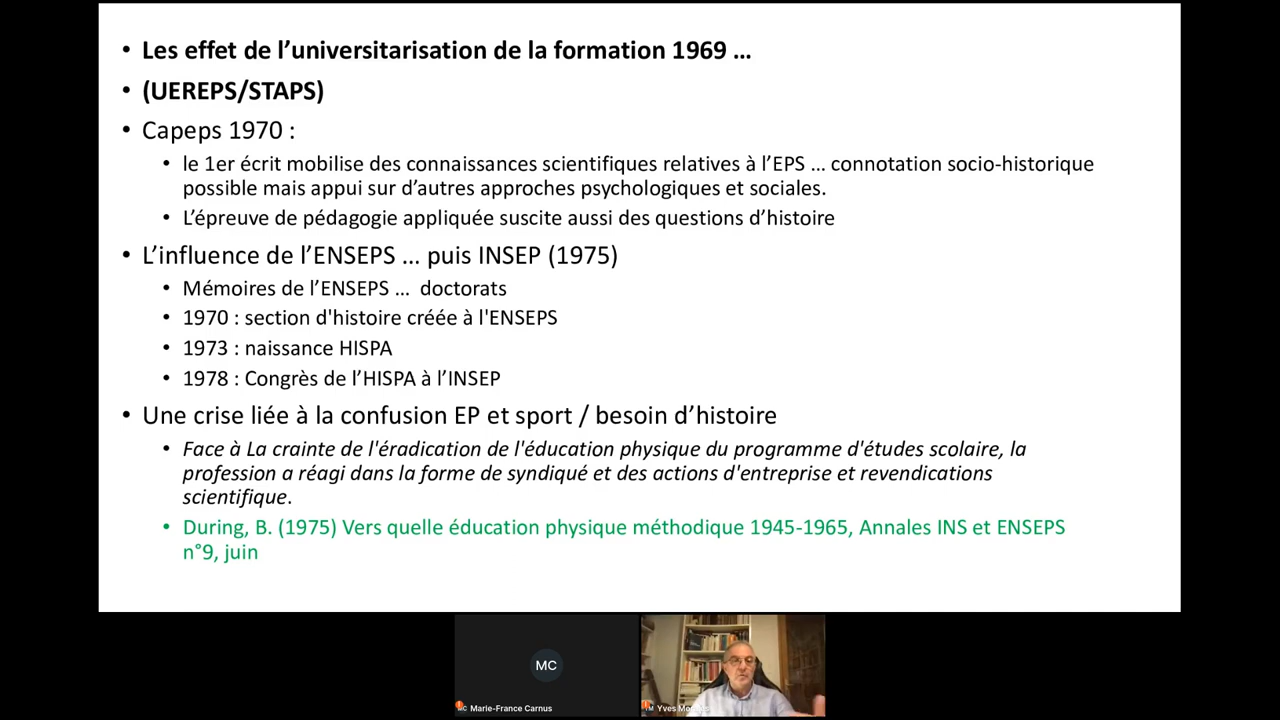 • Les effet de l’universitarisation de la formation 1969 …
• (UEREPS/STAPS)
• Capeps 1970 :
• le 1er écrit mobilise des connaissances scientifiques relatives à l’EPS … connotation socio-historique
possible mais appui sur d’autres approches psychologiques et sociales.
• L’épreuve de pédagogie appliquée suscite aussi des questions d’histoire
• L’influence de l’ENSEPS … puis INSEP (1975)
• Mémoires de l’ENSEPS … doctorats
• 1970 : section d'histoire créée à l'ENSEPS
• 1973 : naissance HISPA
• 1978 : Congrès de l’HISPA à l’INSEP
• Une crise liée à la confusion EP et sport / besoin d’histoire
• Face à La crainte de l'éradication de l'éducation physique du programme d'études scolaire, la
profession a réagi dans la forme de syndiqué et des actions d'entreprise et revendications
scientifique.
• During, B. (1975) Vers quelle éducation physique méthodique 1945-1965, Annales INS et ENSEPS
n°9, juin
MC
Marie-France Carnus
Yves